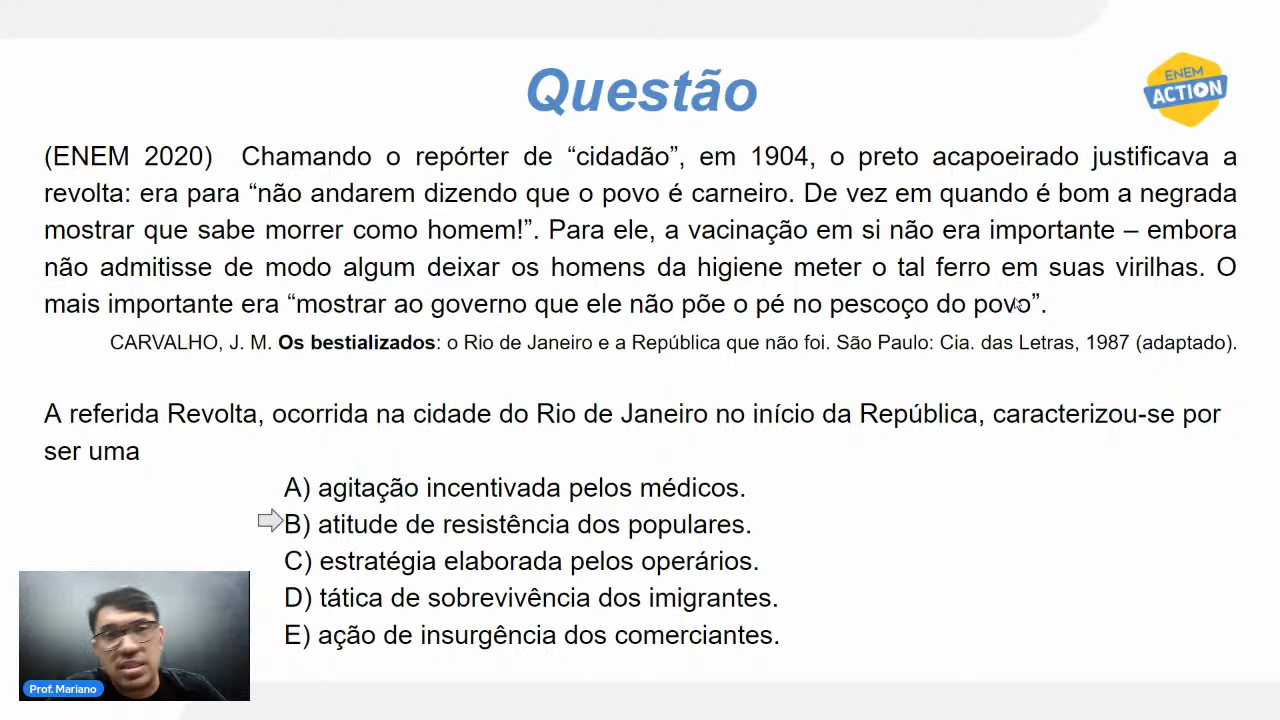 Questão
ENEM
ACTION
(ENEM 2020) Chamando o repórter de “cidadão”, em 1904, o preto acapoeirado justificava a
revolta: era para “não andarem dizendo que o povo é carneiro. De vez em quando é bom a negrada
mostrar que sabe morrer como homem!”. Para ele, a vacinação em si não era importante – embora
não admitisse de modo algum deixar os homens da higiene meter o tal ferro em suas virilhas. O
mais importante era “mostrar ao governo que ele não põe o pé no pescoço do povo”.
CARVALHO, J. M. Os bestializados: o Rio de Janeiro e a República que não foi. São Paulo: Cia. das Letras, 1987 (adaptado).
A referida Revolta, ocorrida na cidade do Rio de Janeiro no início da República, caracterizou-se por
ser uma
A) agitação incentivada pelos médicos.
B) atitude de resistência dos populares.
C) estratégia elaborada pelos operários.
D) tática de sobrevivência dos imigrantes.
E) ação de insurgência dos comerciantes.
Prof. Mariano